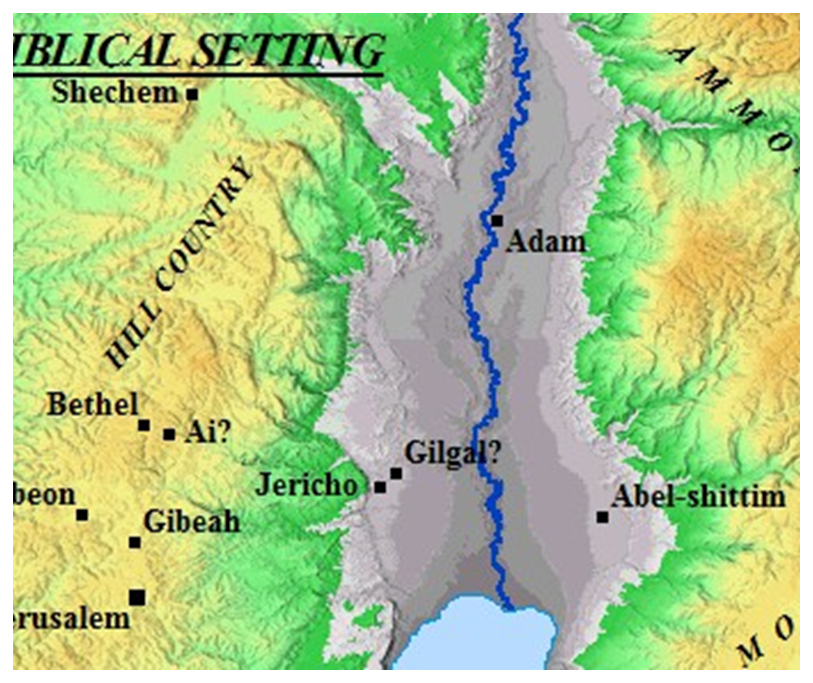 IBLICAL SETTING
Shechem
AMMO
HILL COUNTRY
Adam
Bethel
Ai?
Gilgal?
Jericho
beon
Abel-shittim
Gibeah
erusalem
MO